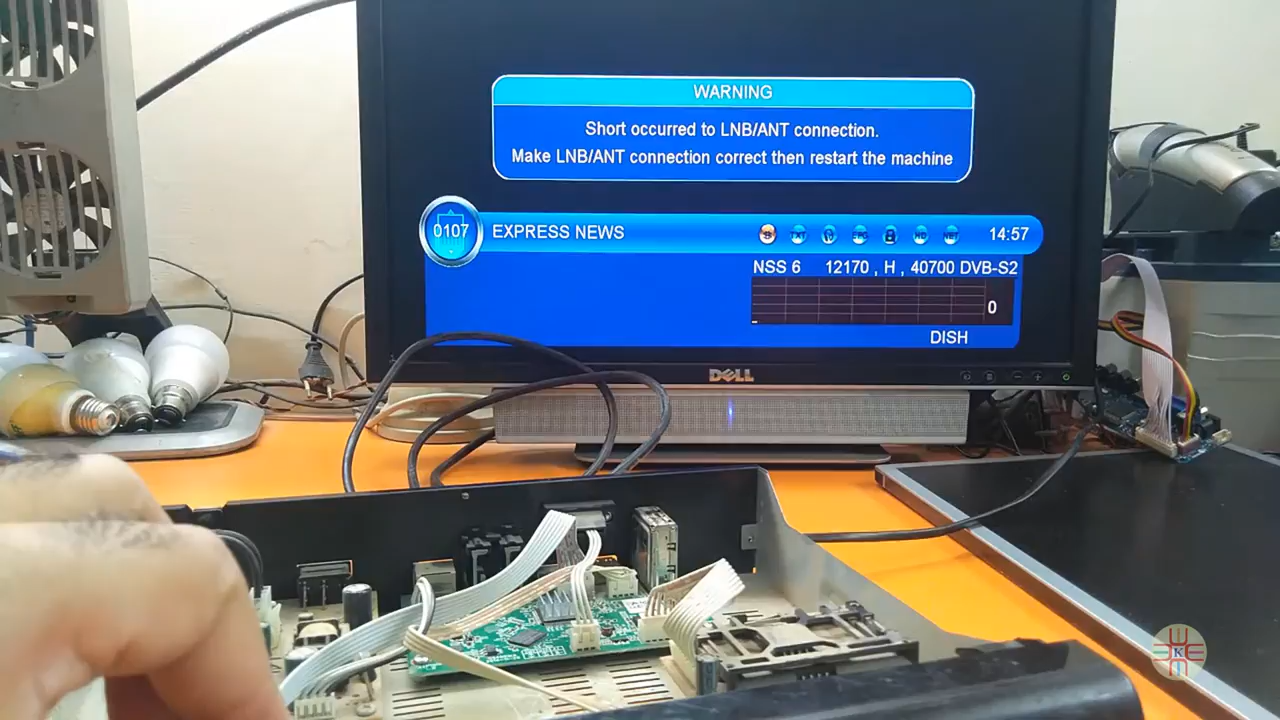 WARNING
Short occurred to LNB/ANT connection.
Make LNB/ANT connection correct then restart the machine
0107 EXPRESS NEWS
14:57
NSS 6 12170 , H , 40700 DVB-S2
0
DISH
DELL
K